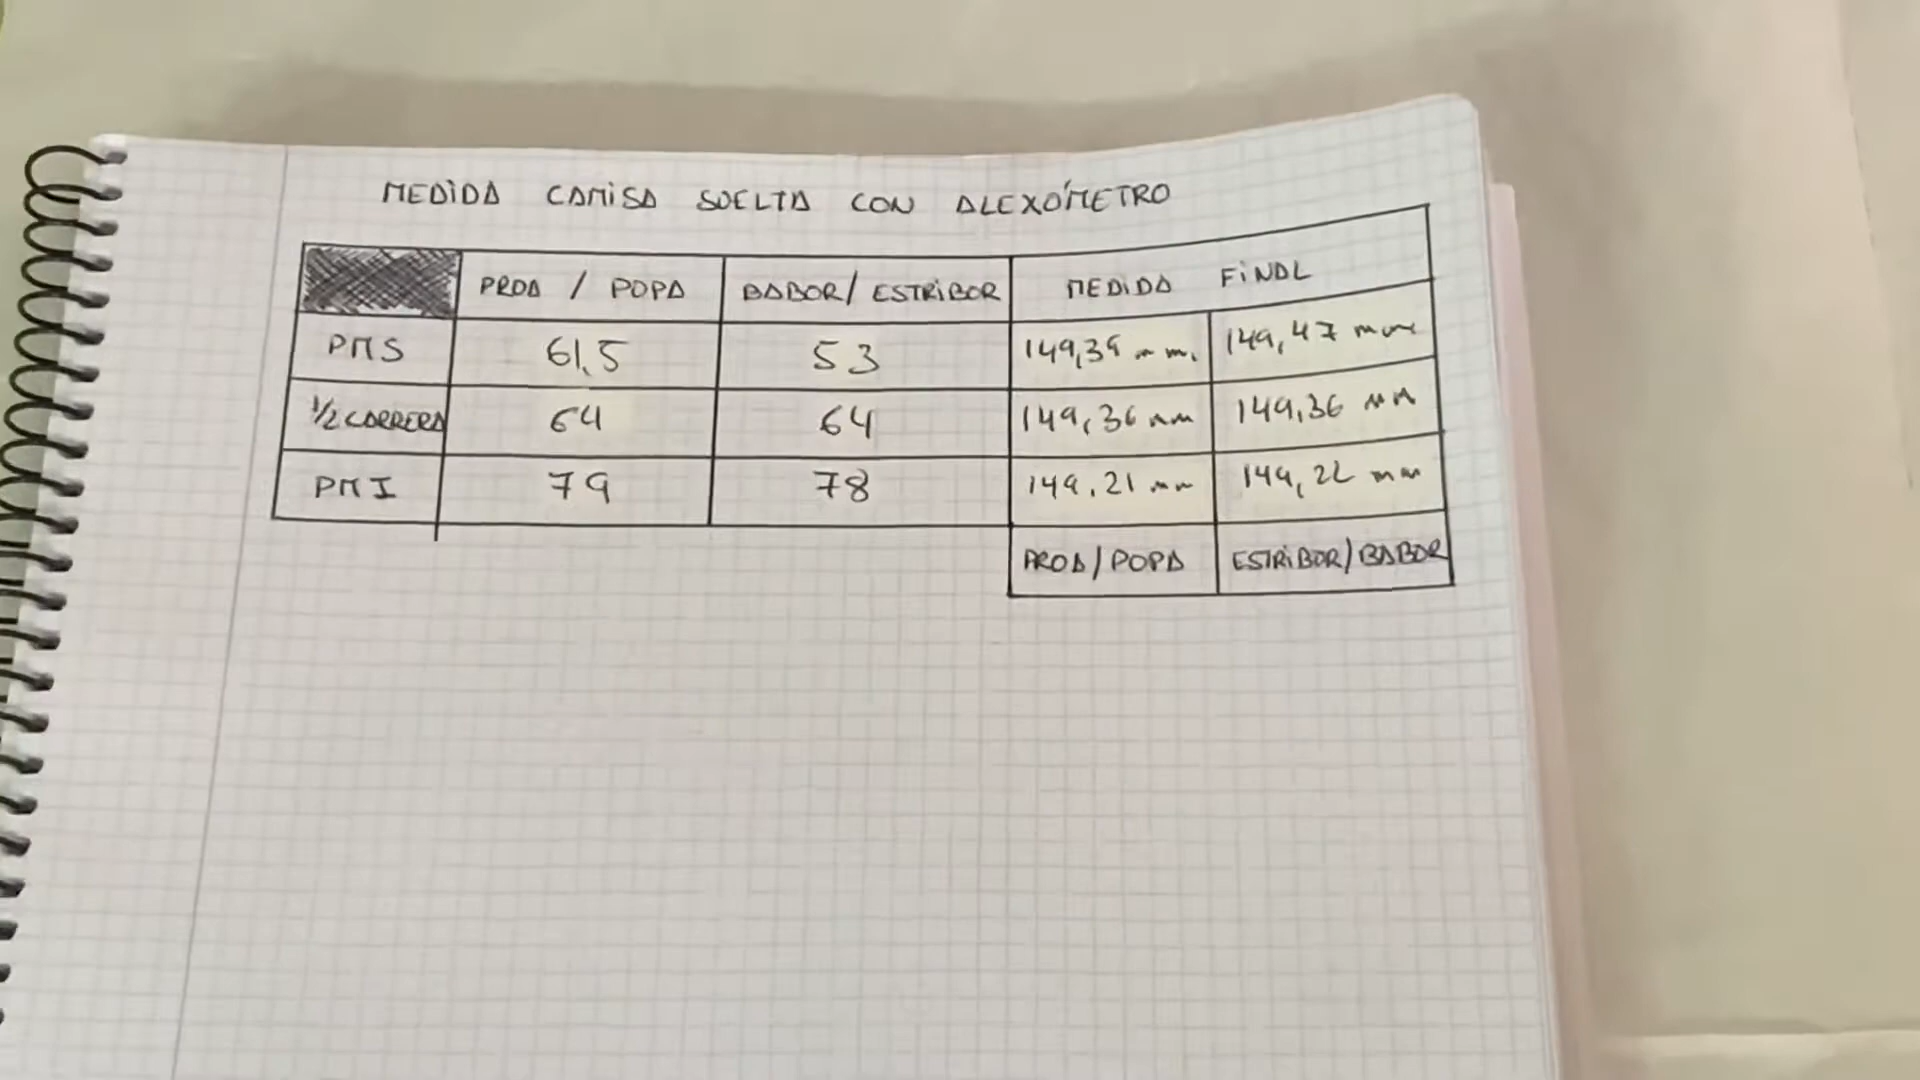 MEDIDA CAMISA SUELTA CON ALEXÓMETRO
PROA / POPA BABOR/ESTRIBOR MEDIDA FINAL
PMS 61,5 53 149,39 mm. 149,47 mm
1/2 CARRERA 64 64 149,36 mm 149,36 mm
PMI 79 78 149,21 mm 149,22 mm
PROA/POPA ESTRIBOR/BABOR